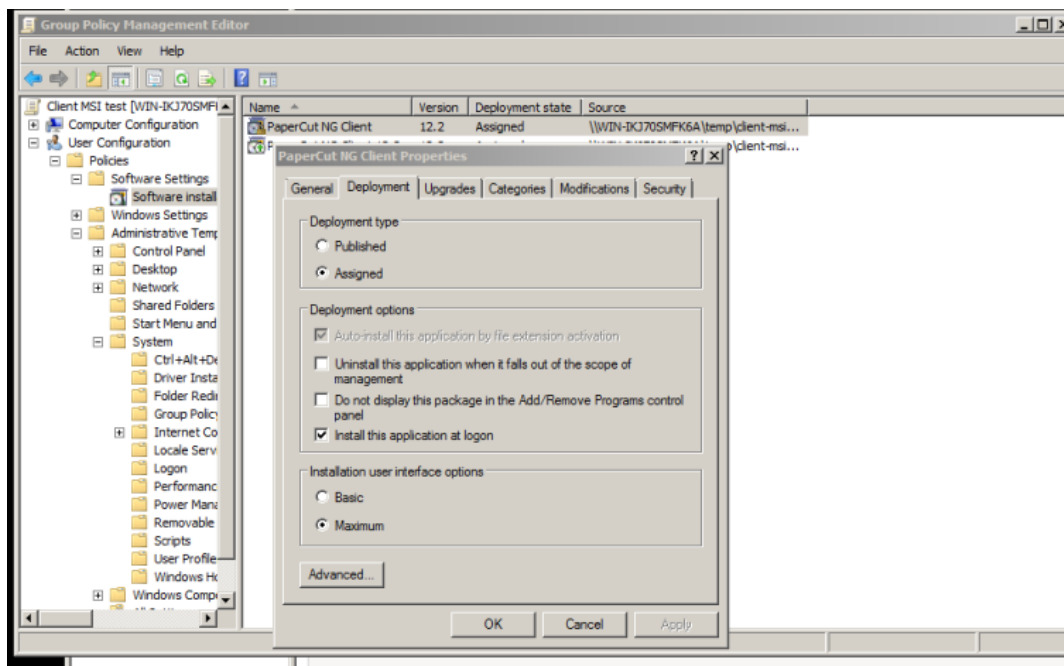 Group Policy Management Editor
File Action View Help
Client MSI test [WIN-IKJ70SMFI
Computer Configuration
User Configuration
Policies
Software Settings
Software install
Windows Settings
Administrative Temp
Control Panel
Desktop
Network
Shared Folders
Start Menu and
System
Ctrl+Alt+De
Driver Insta
Folder Redi
Group Policy
Internet Co
Locale Serv
Logon
Performanc
Power Mana
Removable
Scripts
User Profile
Windows Ho
Windows Compo
Name Version Deployment state Source
PaperCut NG Client 12.2 Assigned \\WIN-IKJ70SMFK6A\temp\client-msi...
PaperCut NG Client Properties
General Deployment Upgrades Categories Modifications Security
Deployment type
Published
Assigned
Deployment options
Auto-install this application by file extension activation
Uninstall this application when it falls out of the scope of
management
Do not display this package in the Add/Remove Programs control
panel
Install this application at logon
Installation user interface options
Basic
Maximum
Advanced...
OK Cancel Apply